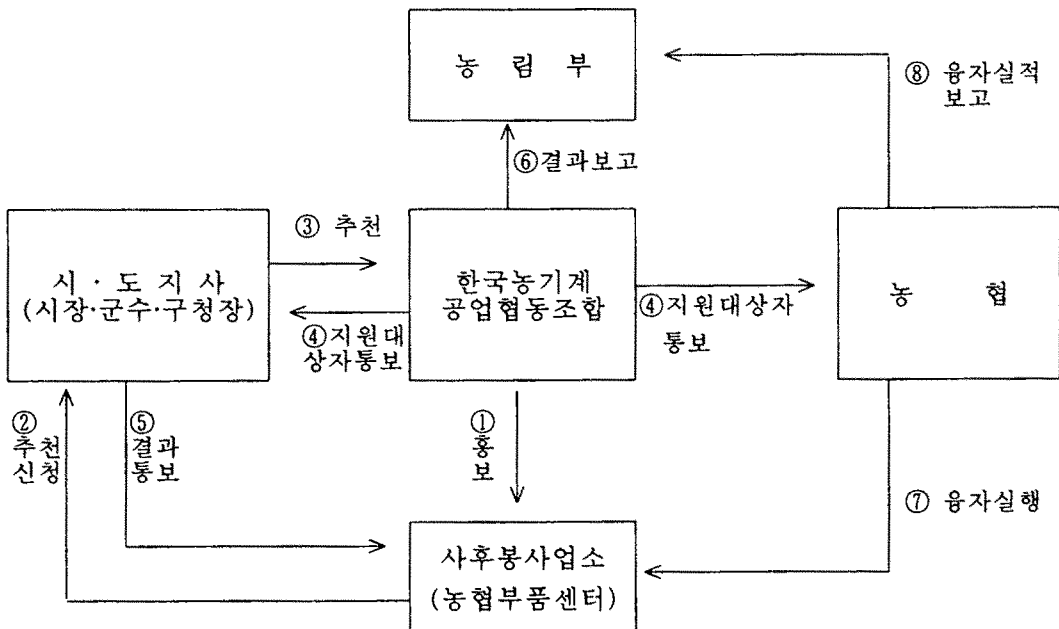 농 림 부
⑧ 융자실적
보고
⑥결과보고
③ 추천
시 · 도 지 사
(시장·군수·구청장)
한국농기계
공업협동조합
농 협
④지원대
상자통보
④지원대상자
통보
②
추천
신청
⑤
결과
통보
①
홍
보
⑦ 융자실행
사후봉사업소
(농협부품센터)